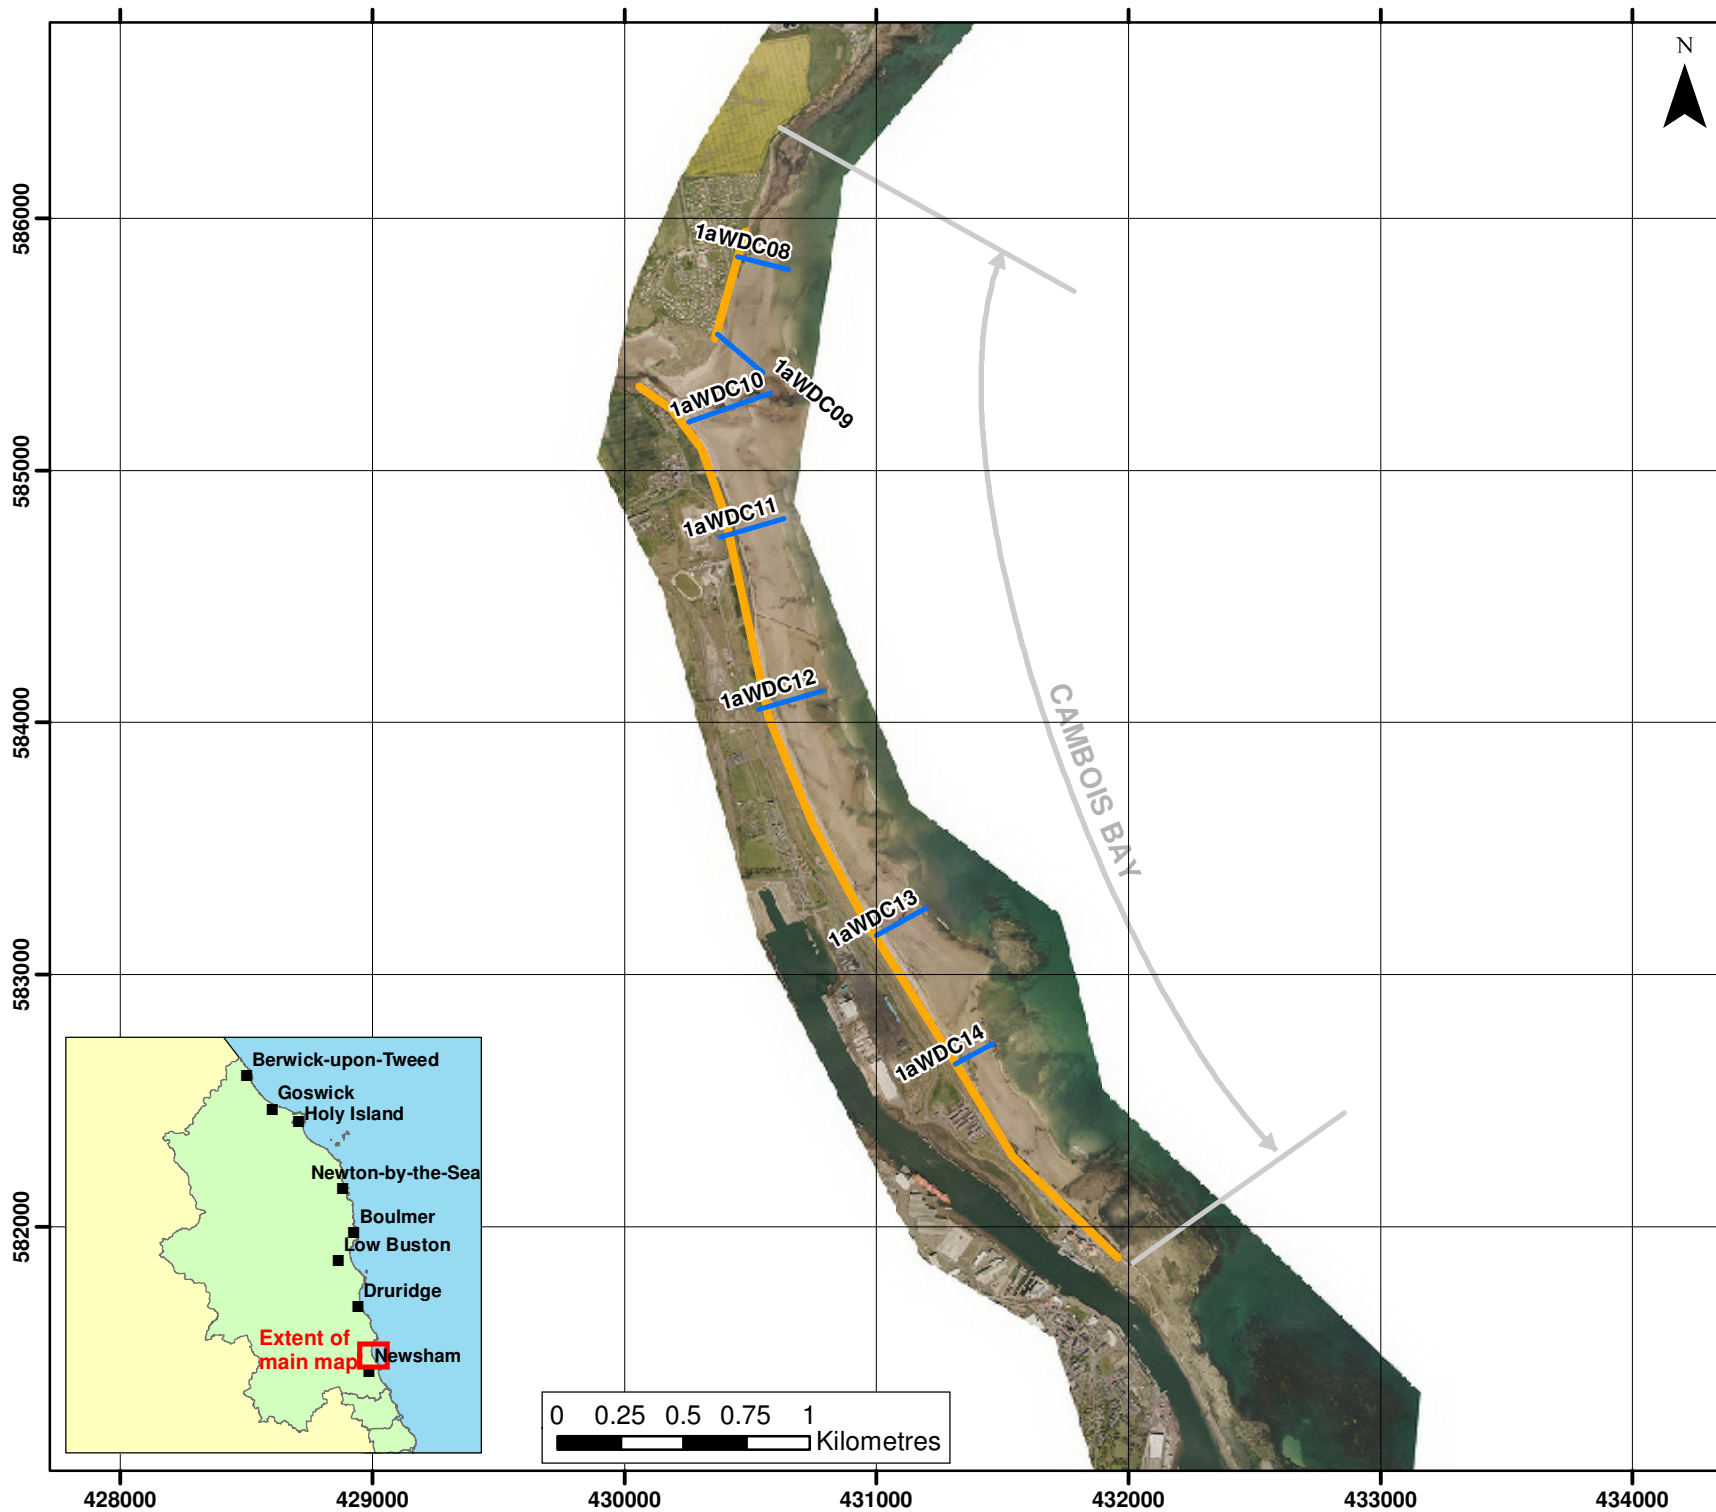 N
586000
585000
584000
583000
582000
1aWDC08
1aWDC09
1aWDC10
1aWDC11
1aWDC12
1aWDC13
1aWDC14
CAMBOIS BAY
Berwick-upon-Tweed
Goswick
Holy Island
Newton-by-the-Sea
Boulmer
Low Buston
Druridge
Extent of
main map
Newsham
0 0.25 0.5 0.75 1
Kilometres
428000 429000 430000 431000 432000 433000 434000